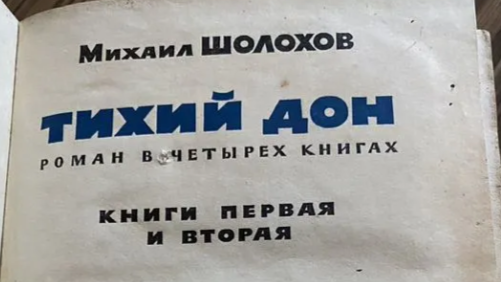 Михаил ШОЛОХОВ
ТИХИЙ ДОН
РОМАН В ЧЕТЫРЕХ КНИГАХ
КНИГИ ПЕРВАЯ
И ВТОРАЯ